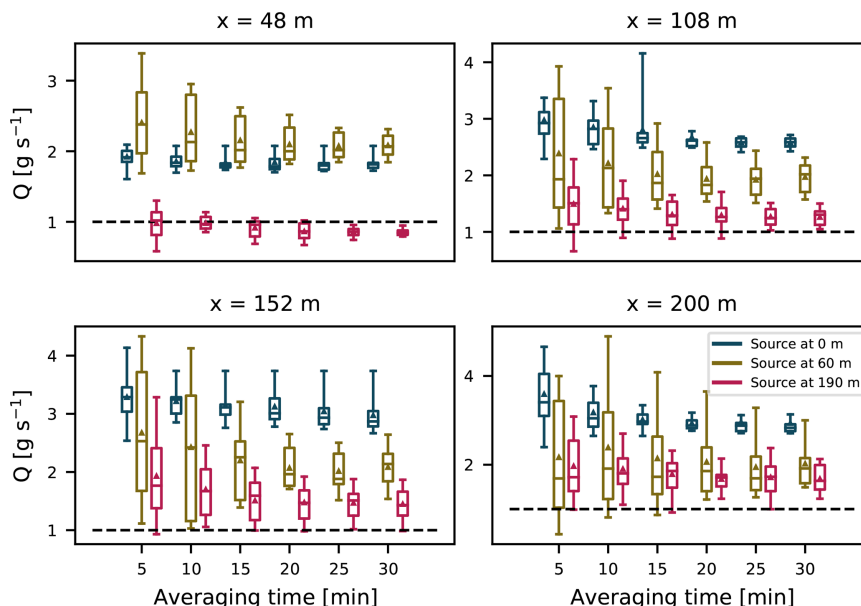 x = 48 m
x = 108 m
3
2
1
Q [g s⁻¹]
4
3
2
1
x = 152 m
x = 200 m
4
3
2
1
Q [g s⁻¹]
4
2
Source at 0 m
Source at 60 m
Source at 190 m
5 10 15 20 25 30
5 10 15 20 25 30
Averaging time [min]
Averaging time [min]